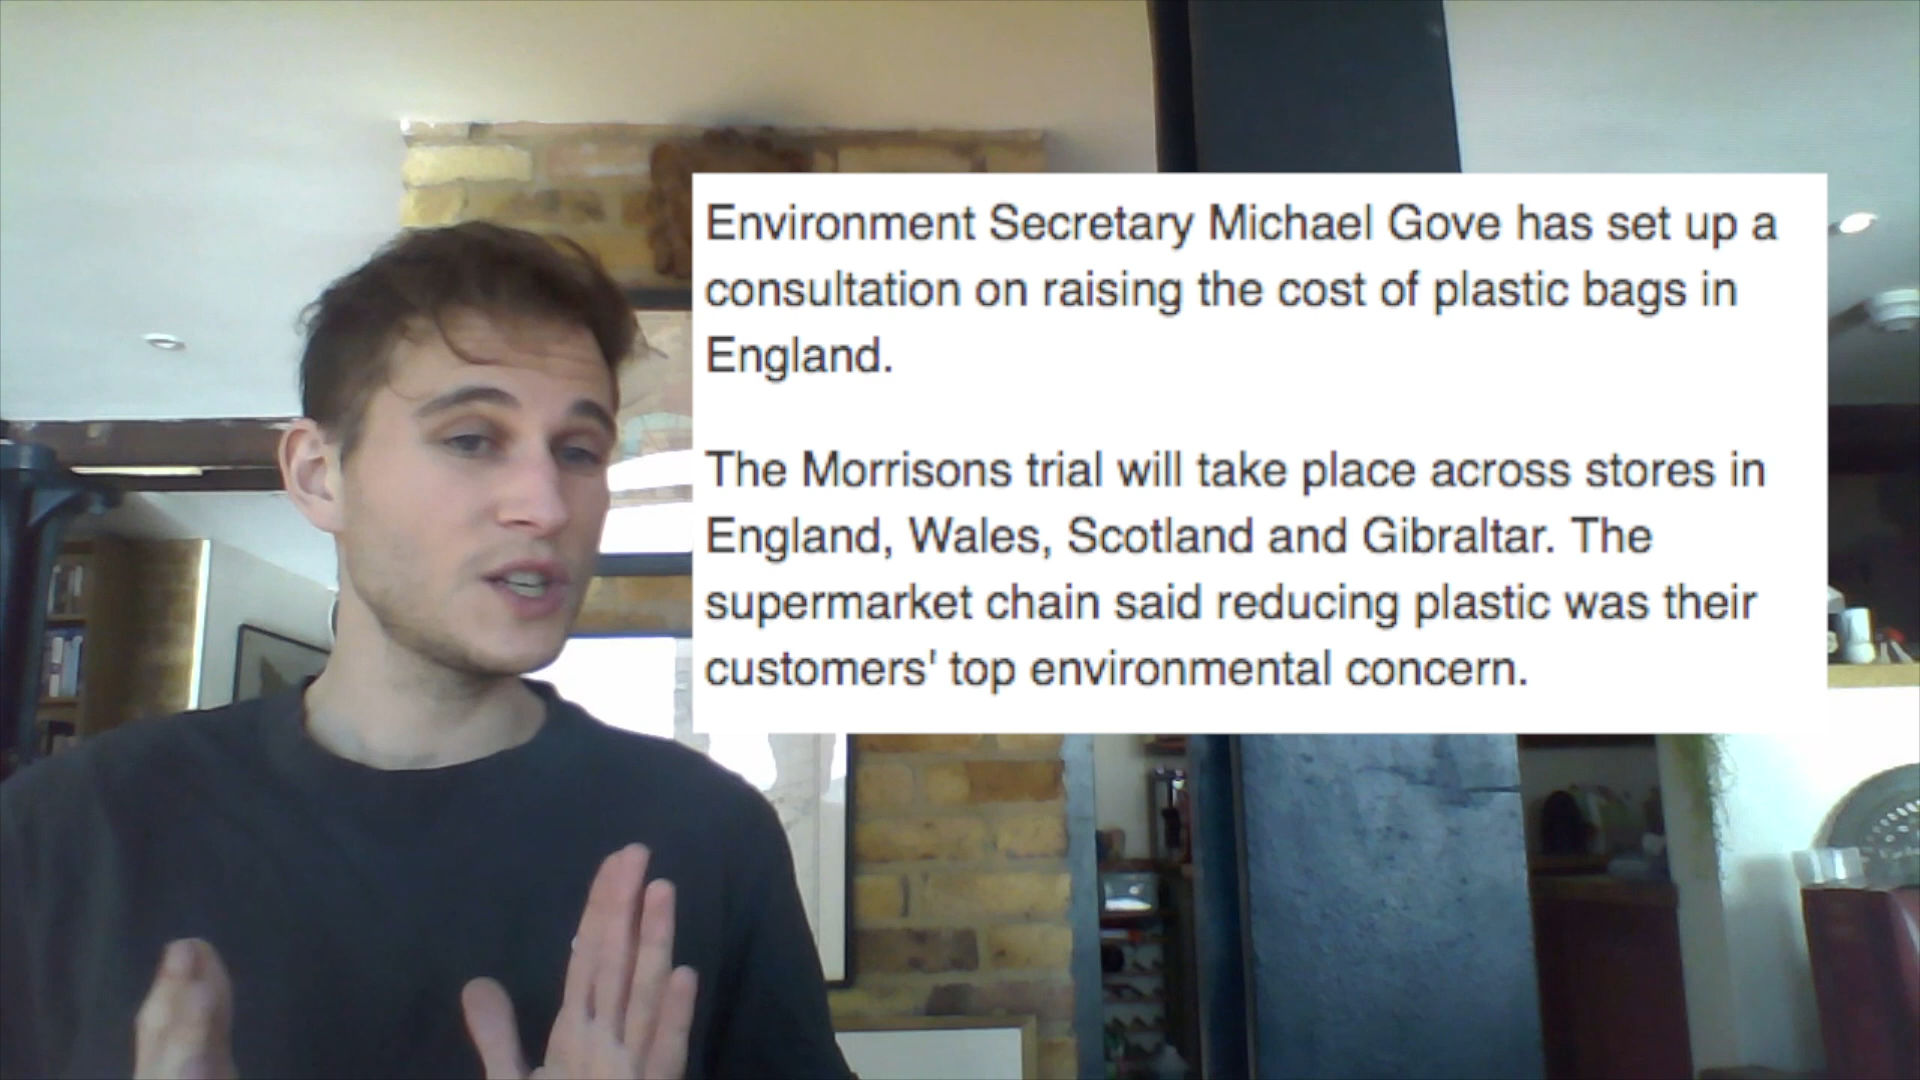 Environment Secretary Michael Gove has set up a
consultation on raising the cost of plastic bags in
England.
The Morrisons trial will take place across stores in
England, Wales, Scotland and Gibraltar. The
supermarket chain said reducing plastic was their
customers' top environmental concern.